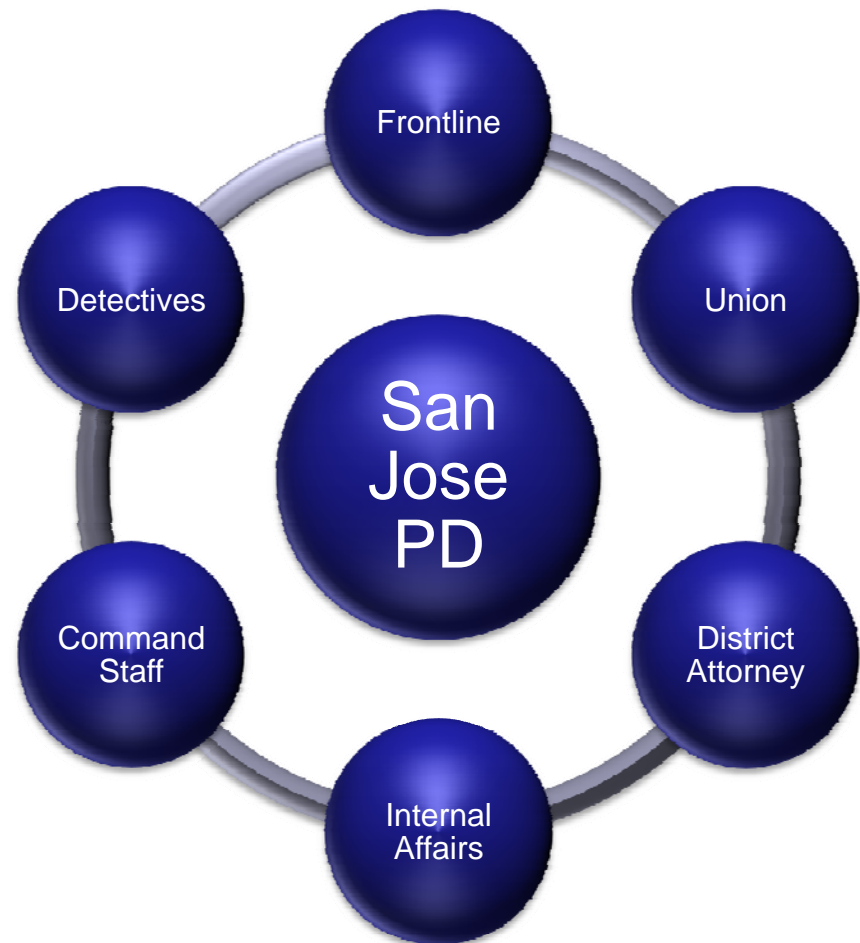 Frontline
Detectives
Union
San
Jose
PD
Command
Staff
District
Attorney
Internal
Affairs